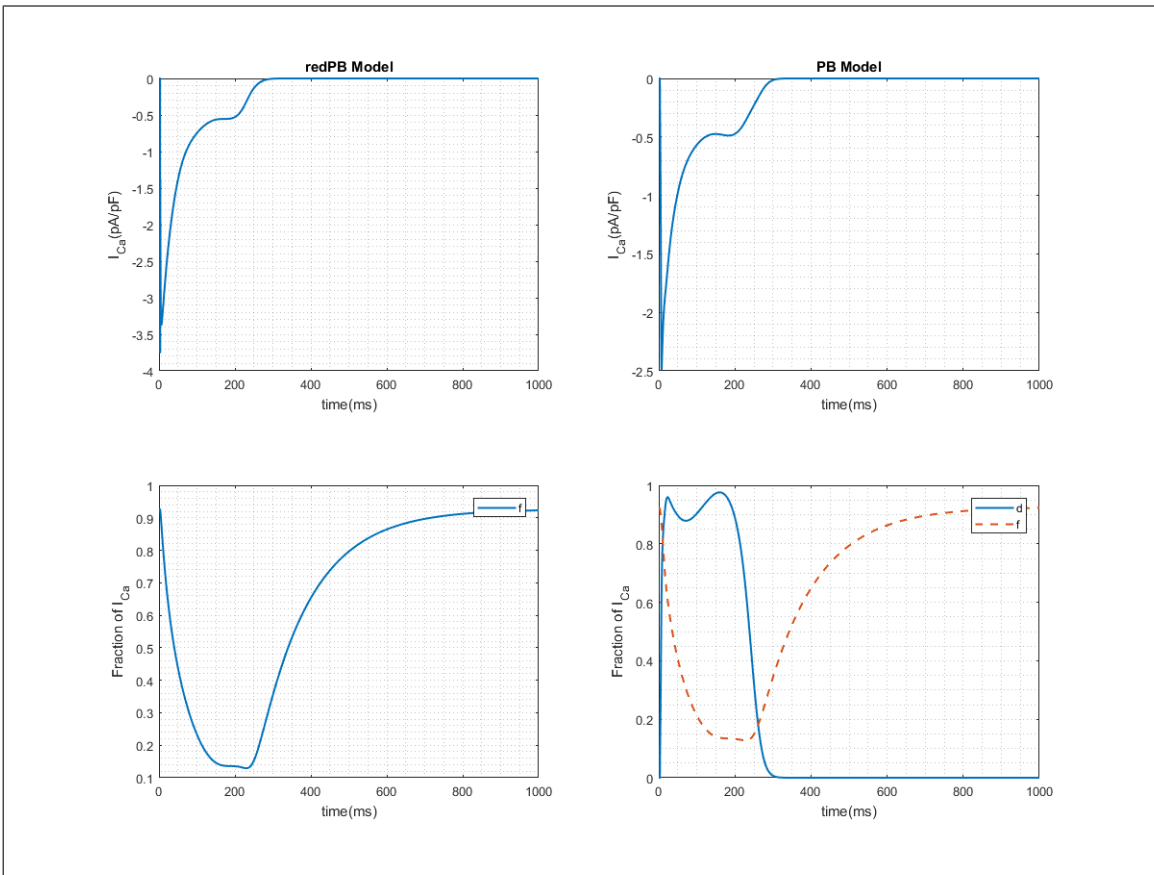 redPB Model
0
-0.5
-1
-1.5
-2
-2.5
-3
-3.5
-4
I_Ca(pA/pF)
0 200 400 600 800 1000
time(ms)
PB Model
0
-0.5
-1
-1.5
-2
-2.5
I_Ca(pA/pF)
0 200 400 600 800 1000
time(ms)
1
0.9
0.8
0.7
0.6
0.5
0.4
0.3
0.2
0.1
Fraction of I_Ca
f
0 200 400 600 800 1000
time(ms)
1
0.8
0.6
0.4
0.2
0
Fraction of I_Ca
d
f
0 200 400 600 800 1000
time(ms)